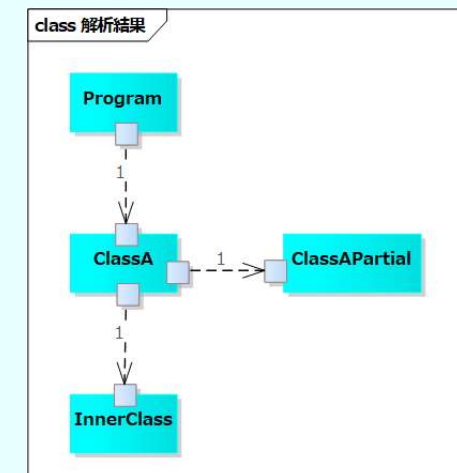 class 解析結果
Program
1
ClassA
1
ClassAPartial
1
InnerClass